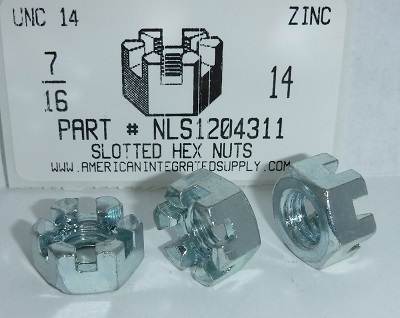 UNC 14 ZINC
7
16 14
PART # NLS1204311
SLOTTED HEX NUTS
WWW.AMERICANINTEGRATEDSUPPLY.COM